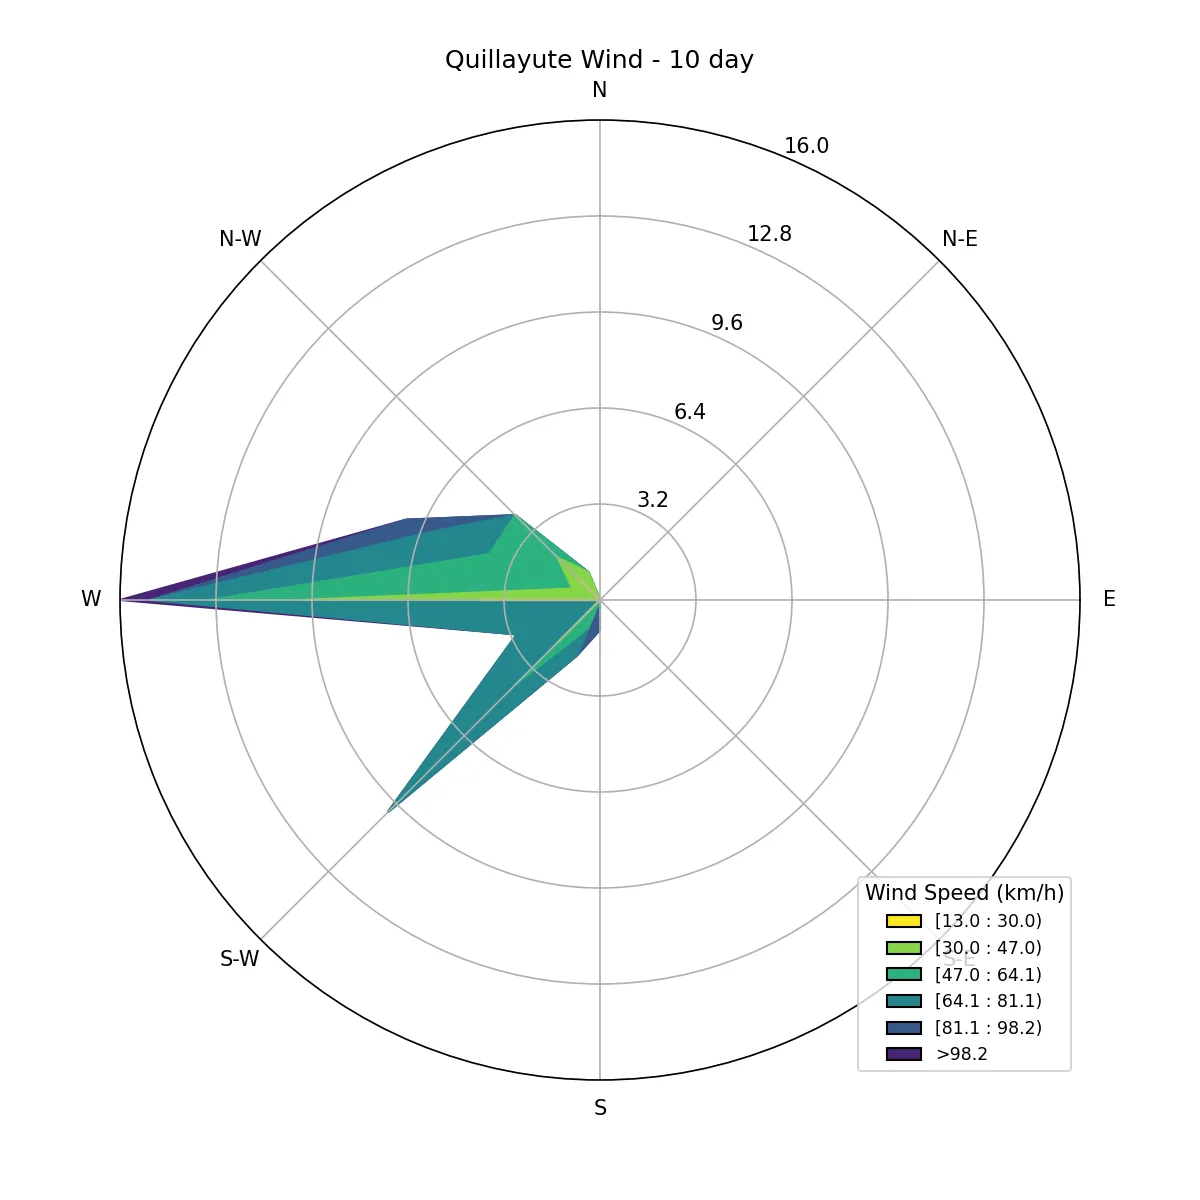 Quillayute Wind - 10 day
N
16.0
N-W
N-E
12.8
9.6
6.4
3.2
W
E
S-W
S-E
S
Wind Speed (km/h)
[13.0 : 30.0)
[30.0 : 47.0)
[47.0 : 64.1)
[64.1 : 81.1)
[81.1 : 98.2)
>98.2